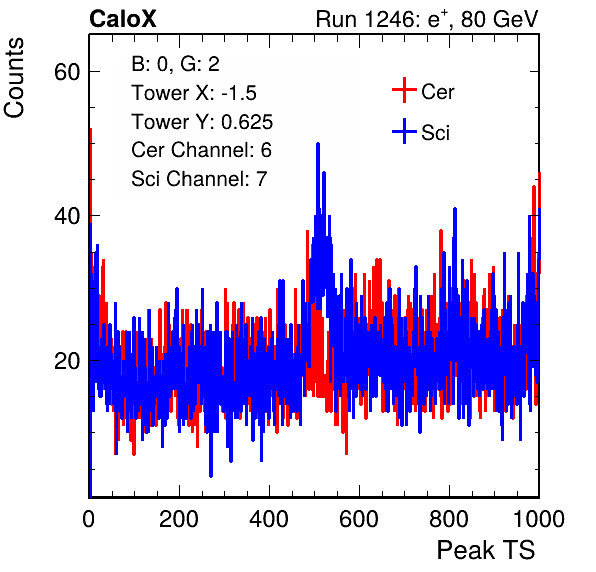 CaloX Run 1246: e⁺, 80 GeV
Counts
B: 0, G: 2
Tower X: -1.5
Tower Y: 0.625
Cer Channel: 6
Sci Channel: 7
Cer
Sci
60
40
20
0 200 400 600 800 1000
Peak TS